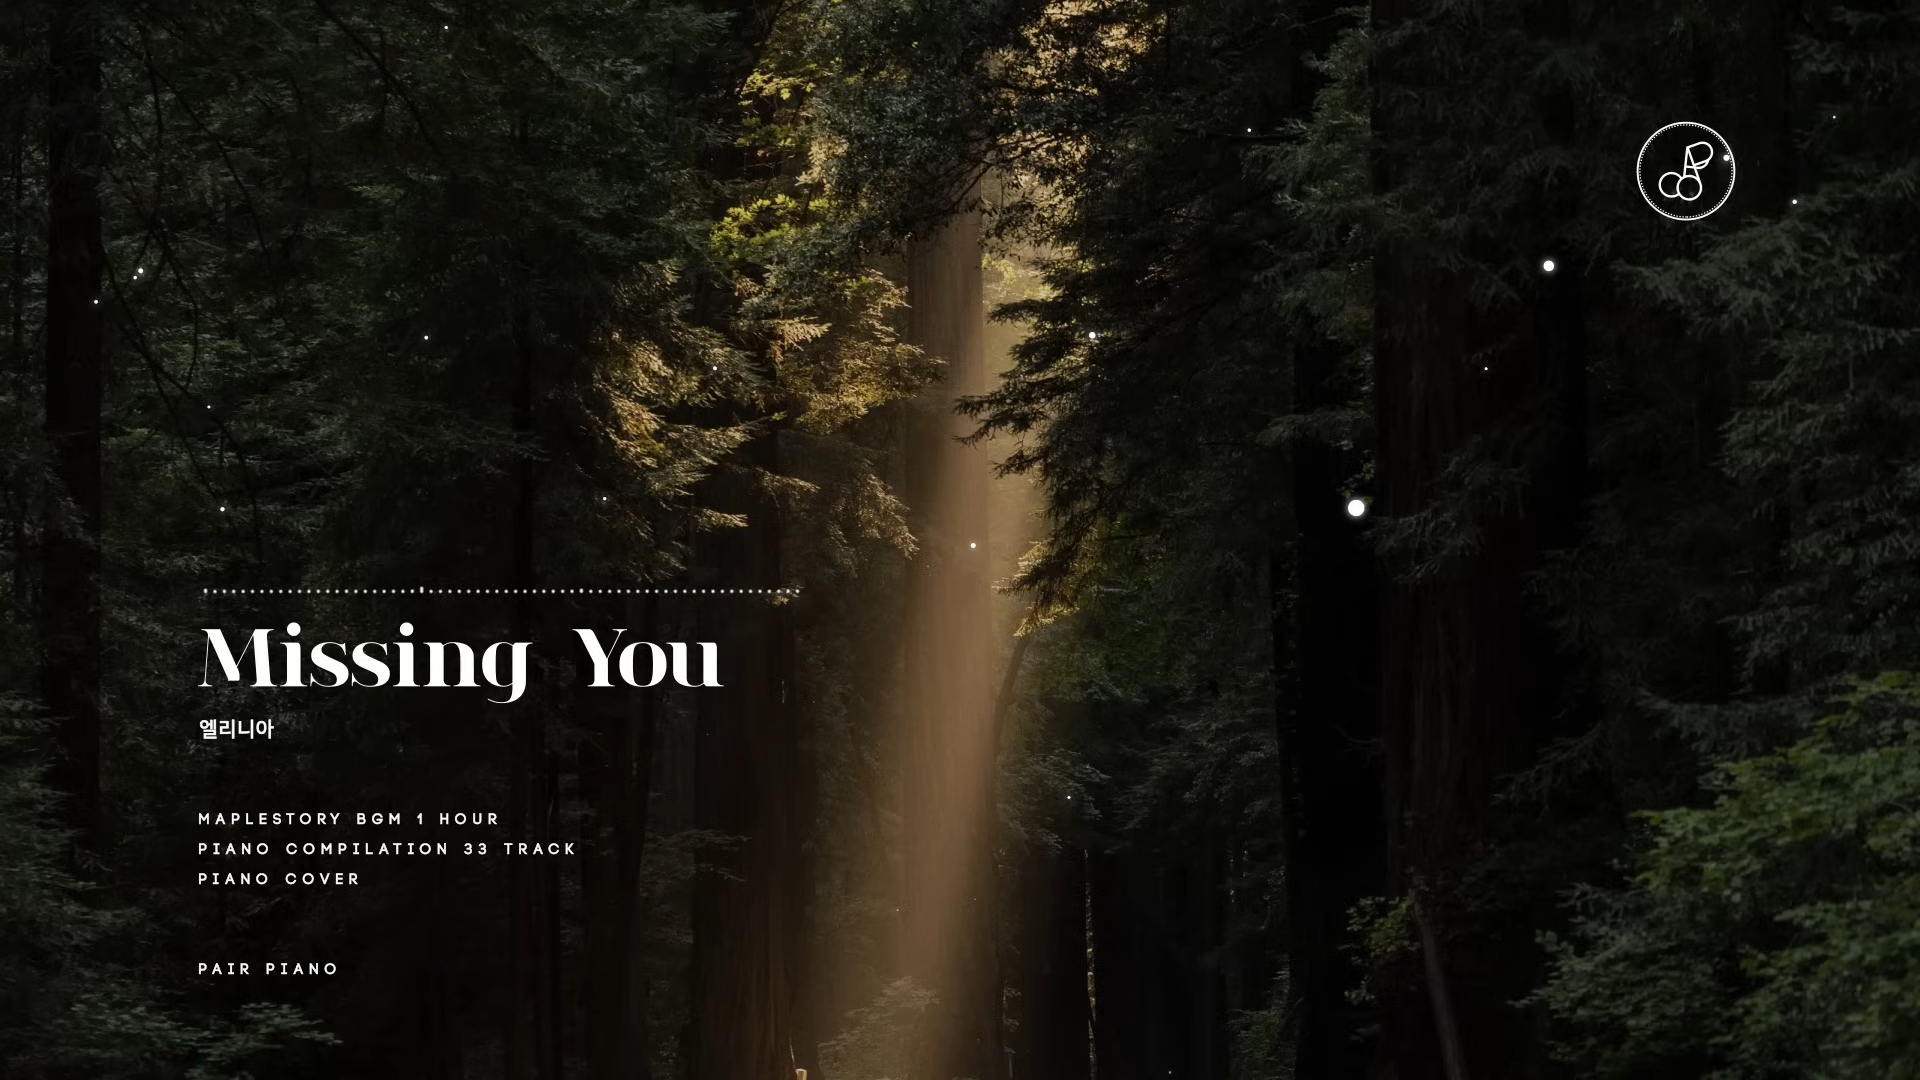 Missing You
엘리니아
MAPLESTORY BGM 1 HOUR
PIANO COMPILATION 33 TRACK
PIANO COVER
PAIR PIANO